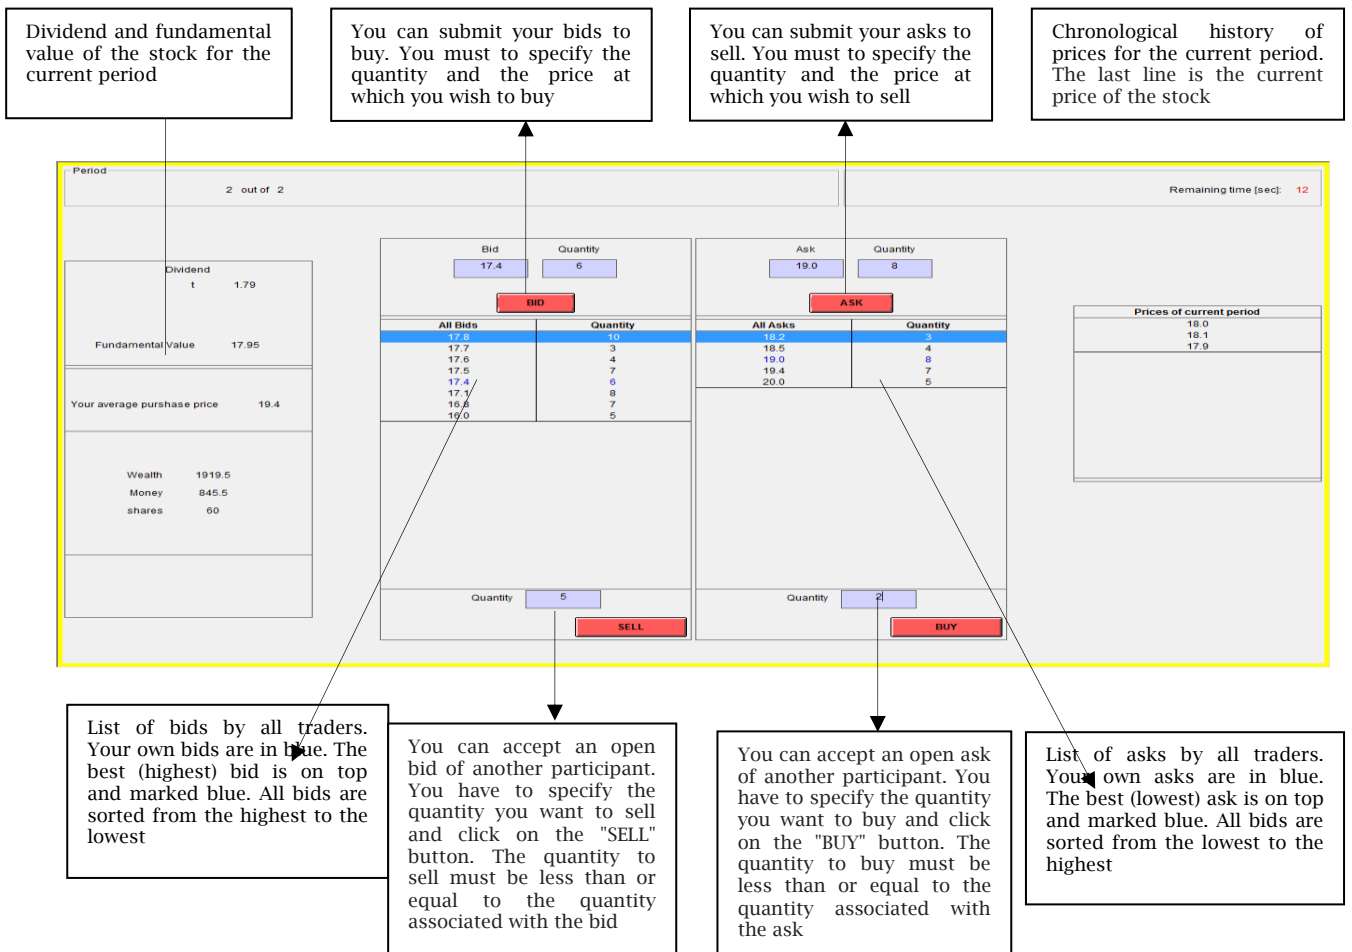 Dividend and fundamental
value of the stock for the
current period
You can submit your bids to
buy. You must to specify the
quantity and the price at
which you wish to buy
You can submit your asks to
sell. You must to specify the
quantity and the price at
which you wish to sell
Chronological history of
prices for the current period.
The last line is the current
price of the stock
Period
2 out of 2
Remaining time [sec]: 12
Dividend
t 1.79
Fundamental Value 17.95
Your average purshase price 19.4
Wealth 1919.5
Money 845.5
shares 60
Bid Quantity
17.4 6
BID
All Bids Quantity
17.8 10
17.7 3
17.6 4
17.5 7
17.4 6
17.1 8
16.8 7
16.0 5
Quantity 5
SELL
Ask Quantity
19.0 8
ASK
All Asks Quantity
18.2 3
18.5 4
19.0 8
19.4 7
20.0 5
Quantity 2
BUY
Prices of current period
18.0
18.1
17.9
List of bids by all traders.
Your own bids are in blue. The
best (highest) bid is on top
and marked blue. All bids are
sorted from the highest to the
lowest
You can accept an open
bid of another participant.
You have to specify the
quantity you want to sell
and click on the "SELL"
button. The quantity to
sell must be less than or
equal to the quantity
associated with the bid
You can accept an open ask
of another participant. You
have to specify the quantity
you want to buy and click
on the "BUY" button. The
quantity to buy must be
less than or equal to the
quantity associated with
the ask
List of asks by all traders.
Your own asks are in blue.
The best (lowest) ask is on top
and marked blue. All bids are
sorted from the lowest to the
highest